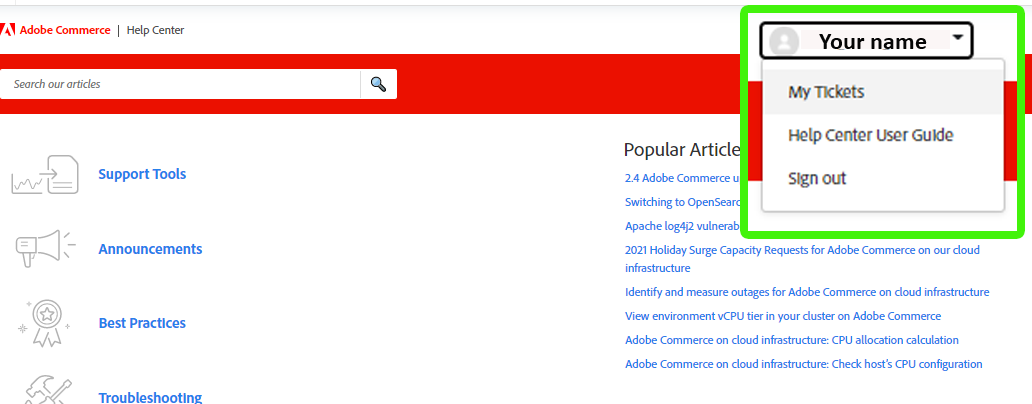 Adobe Commerce | Help Center
Your name
My Tickets
Help Center User Guide
Sign out
Search our articles
Support Tools
Announcements
Best Practices
Troubleshooting
Popular Article
2.4 Adobe Commerce u
Switching to OpenSearc
Apache log4j2 vulnerab
2021 Holiday Surge Capacity Requests for Adobe Commerce on our cloud
infrastructure
Identify and measure outages for Adobe Commerce on cloud infrastructure
View environment vCPU tier in your cluster on Adobe Commerce
Adobe Commerce on cloud infrastructure: CPU allocation calculation
Adobe Commerce on cloud infrastructure: Check host's CPU configuration